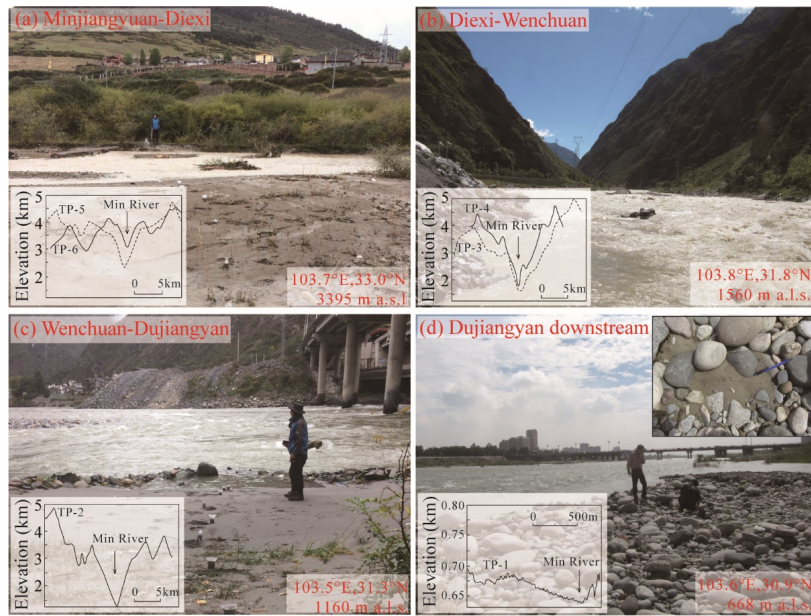 (a) Minjiangyuan-Diexi
Elevation (km)
5
4
3
2
TP-5
TP-6
Min River
0 5km
103.7°E,33.0°N
3395 m a.s.l
(b) Diexi-Wenchuan
Elevation (km)
5
4
3
2
TP-4
TP-3
Min River
0 5km
103.8°E,31.8°N
1560 m a.l.s.
(c) Wenchuan-Dujiangyan
Elevation (km)
5
4
3
2
TP-2
Min River
0 5km
103.5°E,31.3°N
1160 m a.l.s
(d) Dujiangyan downstream
Elevation (km)
0.80
0.75
0.70
0.65
0 500m
TP-1
Min River
103.6°E,30.9°N
668 m a.l.s